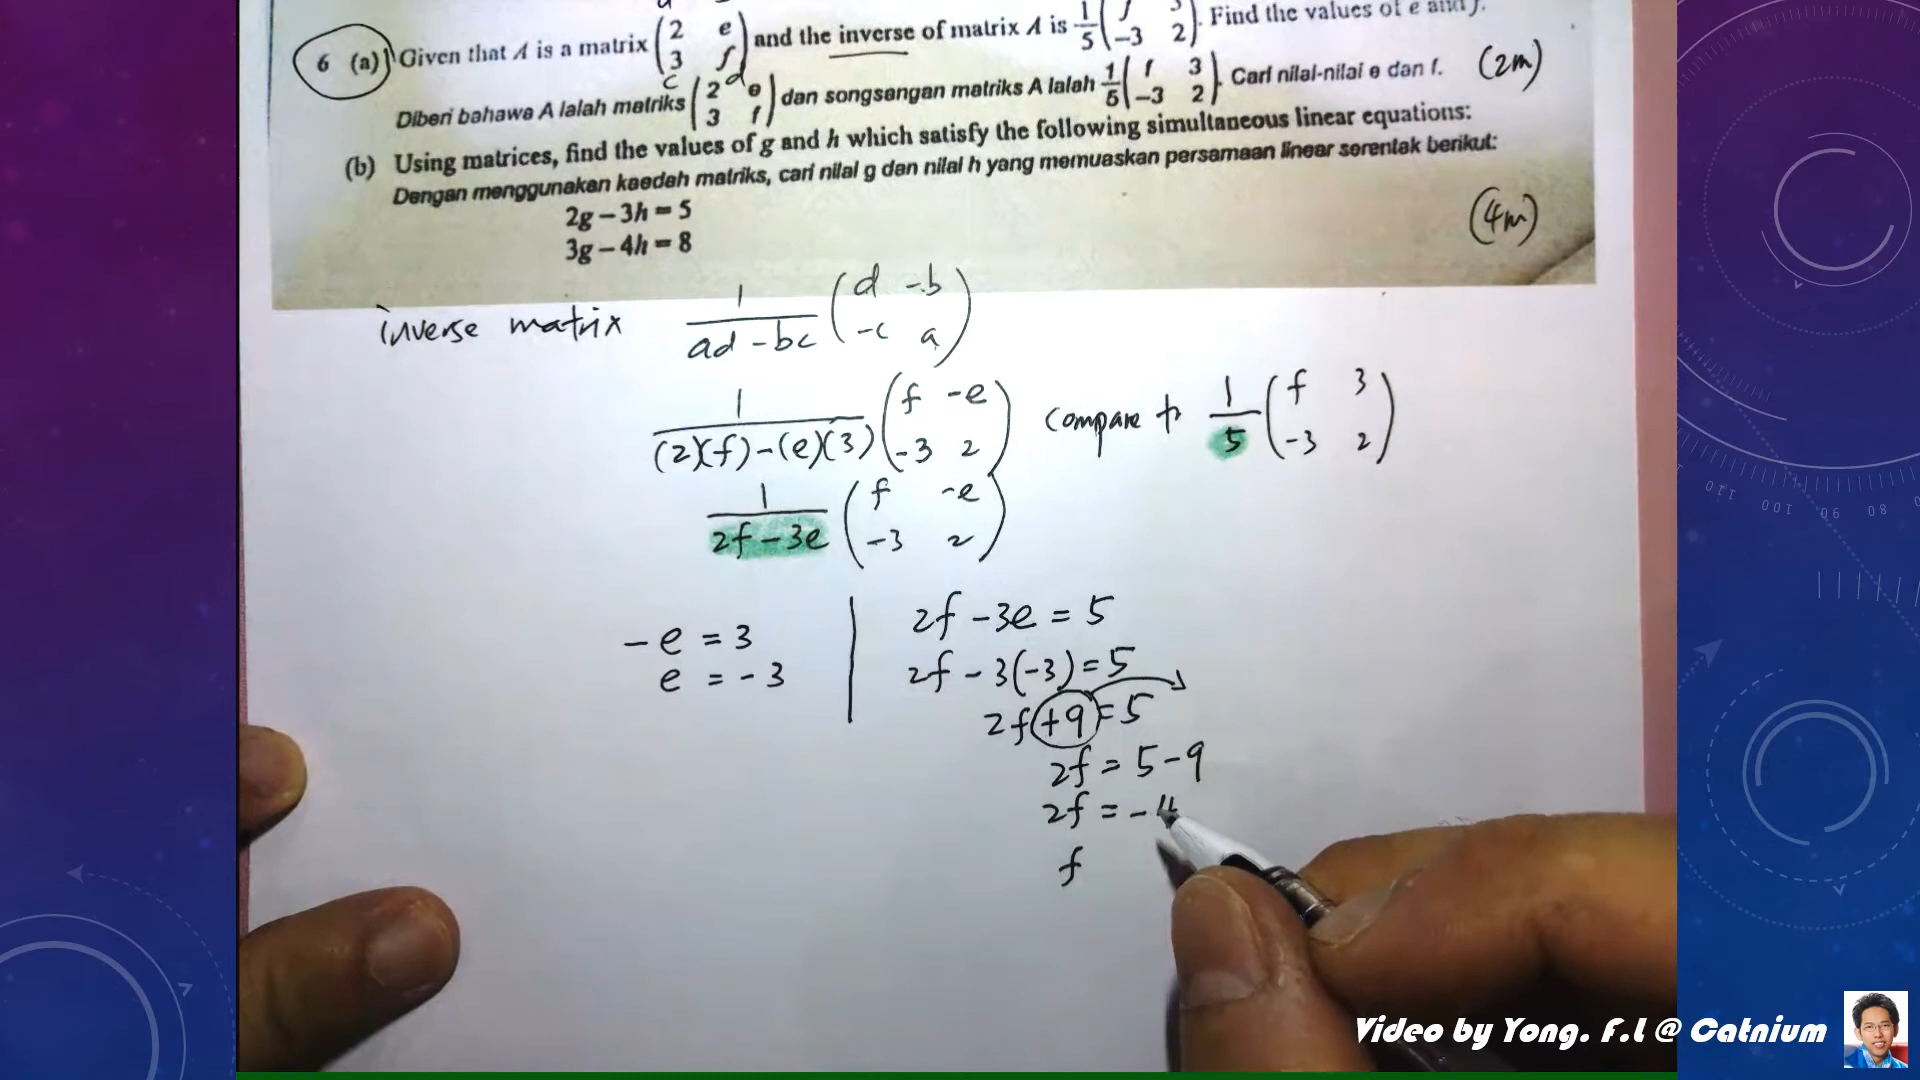 6 (a) Given that A is a matrix (2 e 3 f) and the inverse of matrix A is 1/5 (f 3 -3 2). Find the values of e and f.
Diberi bahawa A ialah matriks (2 e 3 f) dan songsangan matriks A ialah 1/5 (f 3 -3 2). Cari nilai-nilai e dan f. (2m)
(b) Using matrices, find the values of g and h which satisfy the following simultaneous linear equations:
Dengan menggunakan kaedah matriks, cari nilai g dan nilai h yang memuaskan persamaan linear serentak berikut:
2g – 3h = 5
3g – 4h = 8
(4m)
inverse matrix 1/(ad - bc) (d -b -c a)
1/((2)(f) - (e)(3)) (f -e -3 2) compare to 1/5 (f 3 -3 2)
1/(2f - 3e) (f -e -3 2)
-e = 3
e = -3
2f - 3e = 5
2f - 3(-3) = 5
2f +9 = 5
2f = 5 - 9
2f = -4
f
110 100 90 80
Video by Yong. F.L @ Catnium